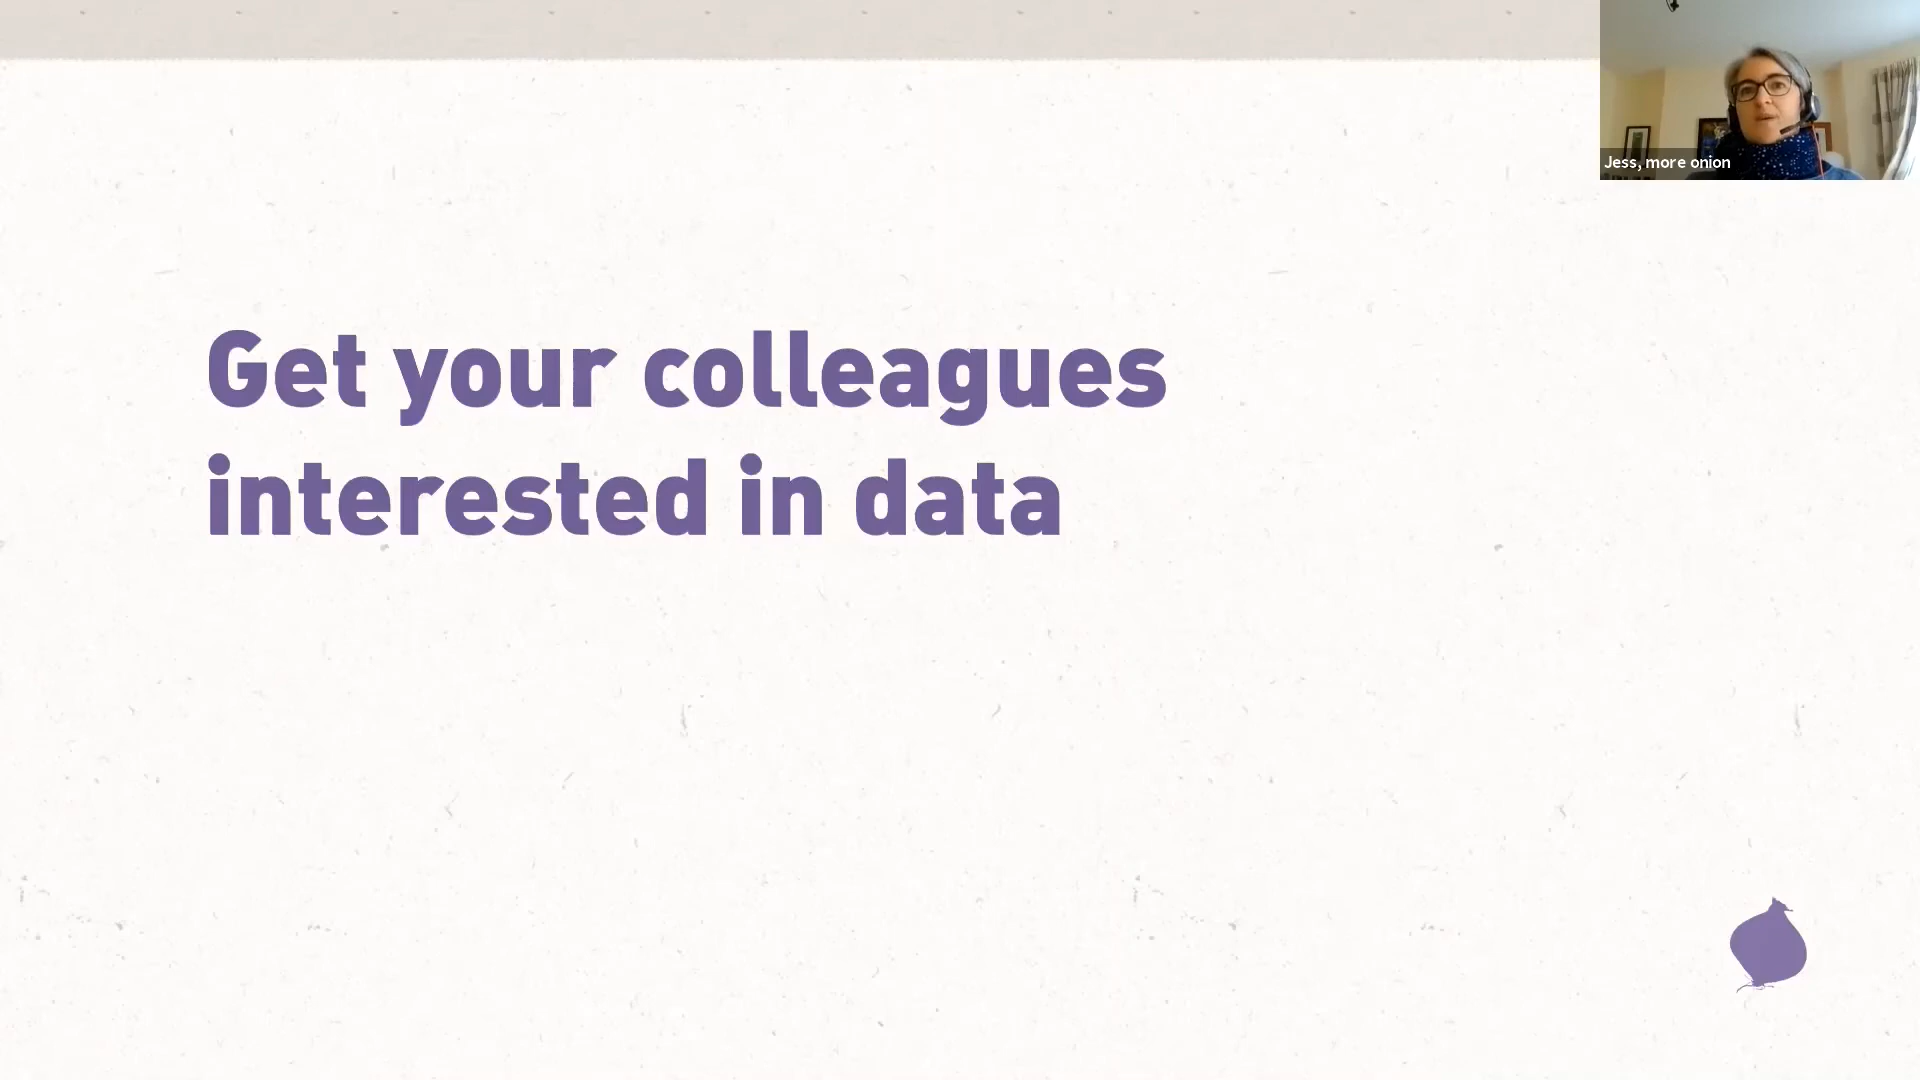 Jess, more onion
Get your colleagues
interested in data